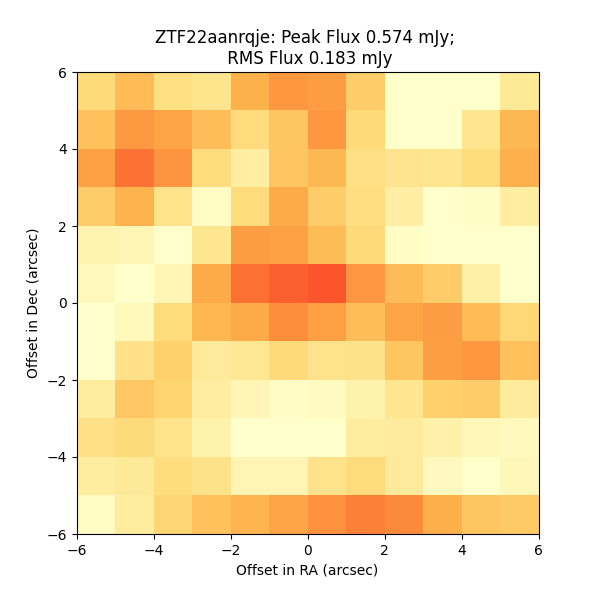 ZTF22aanrqje: Peak Flux 0.574 mJy;
RMS Flux 0.183 mJy
6
4
2
0
−2
−4
−6
Offset in Dec (arcsec)
−6 −4 −2 0 2 4 6
Offset in RA (arcsec)